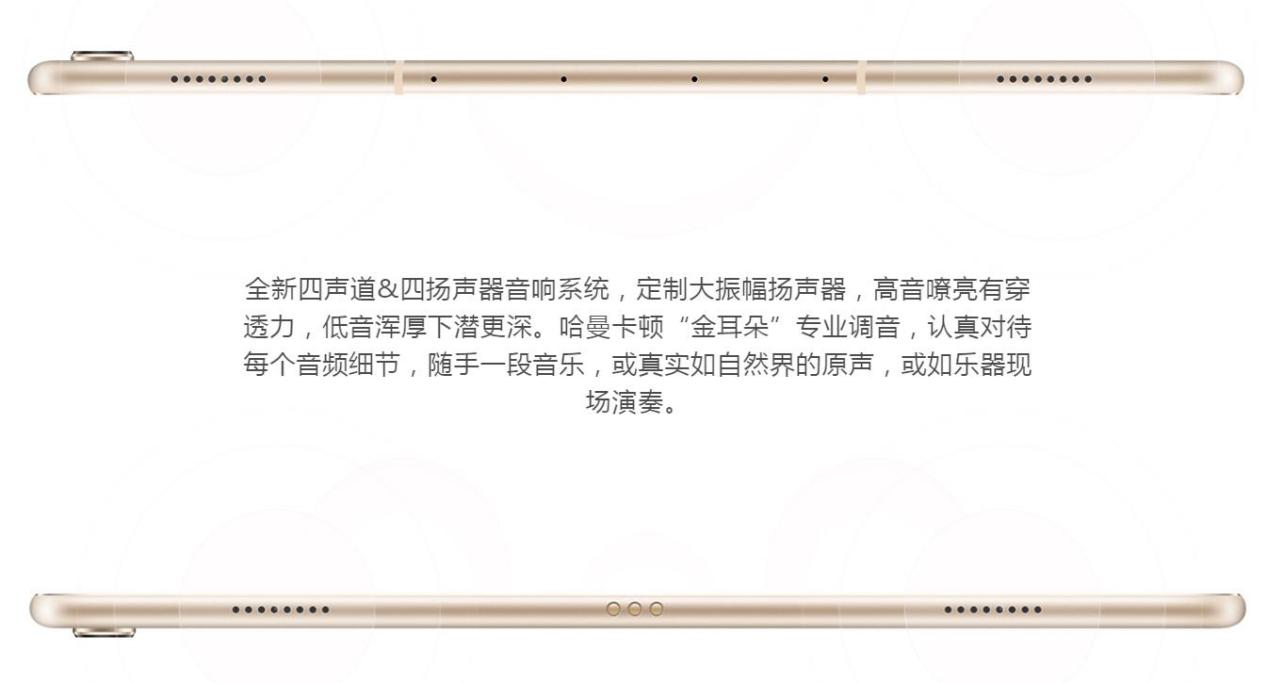 全新四声道&四扬声器音响系统，定制大振幅扬声器，高音嘹亮有穿
透力，低音浑厚下潜更深。哈曼卡顿“金耳朵”专业调音，认真对待
每个音频细节，随手一段音乐，或真实如自然界的原声，或如乐器现
场演奏。